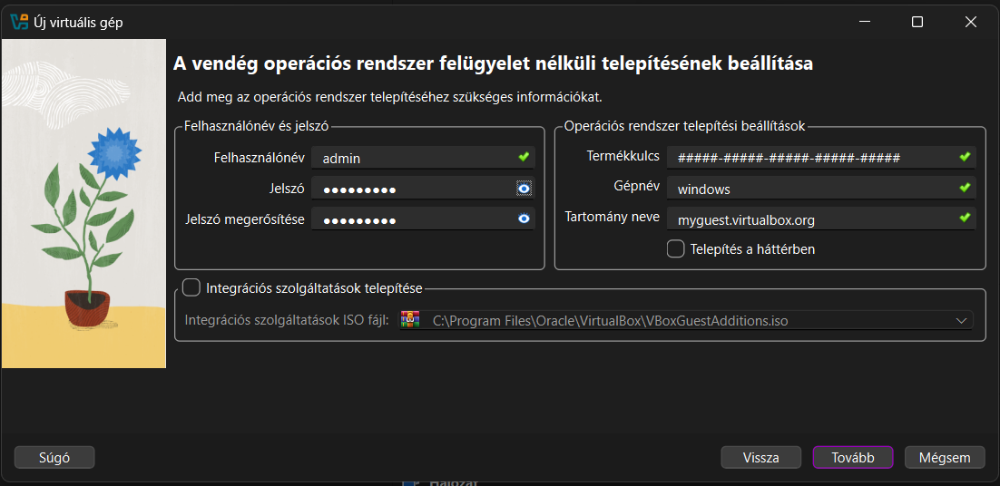 Új virtuális gép
A vendég operációs rendszer felügyelet nélküli telepítésének beállítása
Add meg az operációs rendszer telepítéséhez szükséges információkat.
Felhasználónév és jelszó
Felhasználónév admin
Jelszó ●●●●●●●●●
Jelszó megerősítése ●●●●●●●●●
Operációs rendszer telepítési beállítások
Termékkulcs #####-#####-#####-#####-#####
Gépnév windows
Tartomány neve myguest.virtualbox.org
Telepítés a háttérben
Integrációs szolgáltatások telepítése
Integrációs szolgáltatások ISO fájl: C:\Program Files\Oracle\VirtualBox\VBoxGuestAdditions.iso
Súgó Vissza Tovább Mégsem
Hálózat